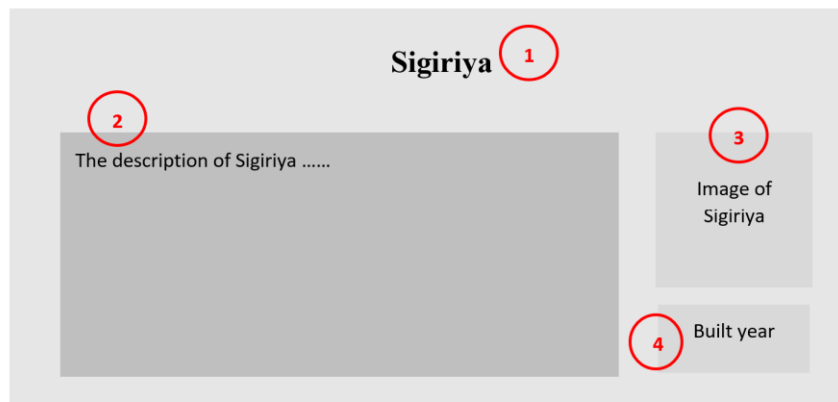 Sigiriya 1
2
The description of Sigiriya ......
3
Image of
Sigiriya
4 Built year